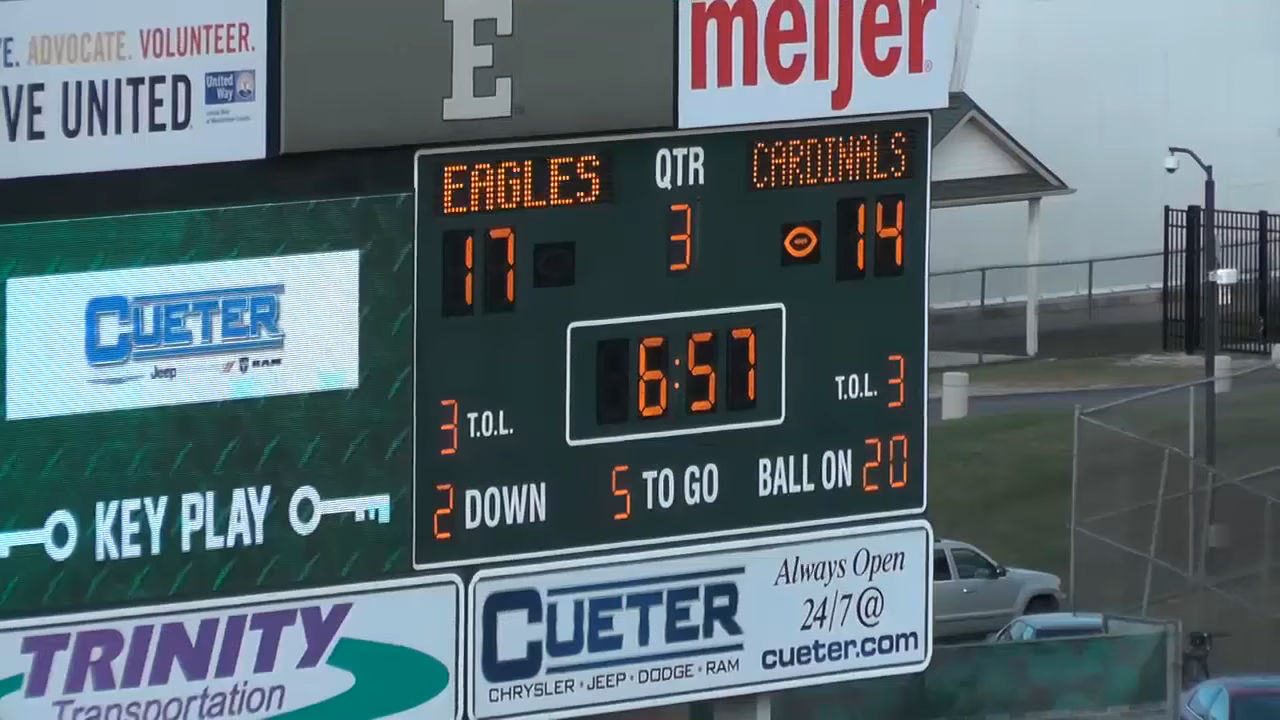 E. ADVOCATE. VOLUNTEER.
VE UNITED
United
Way
E
meijer
EAGLES QTR CARDINALS
17 3 14
6:57
3 T.O.L. T.O.L. 3
2 DOWN 5 TO GO BALL ON 20
CUETER
Jeep RAM
KEY PLAY
TRINITY
Transportation
CUETER
CHRYSLER • JEEP • DODGE • RAM
Always Open
24/7@
cueter.com